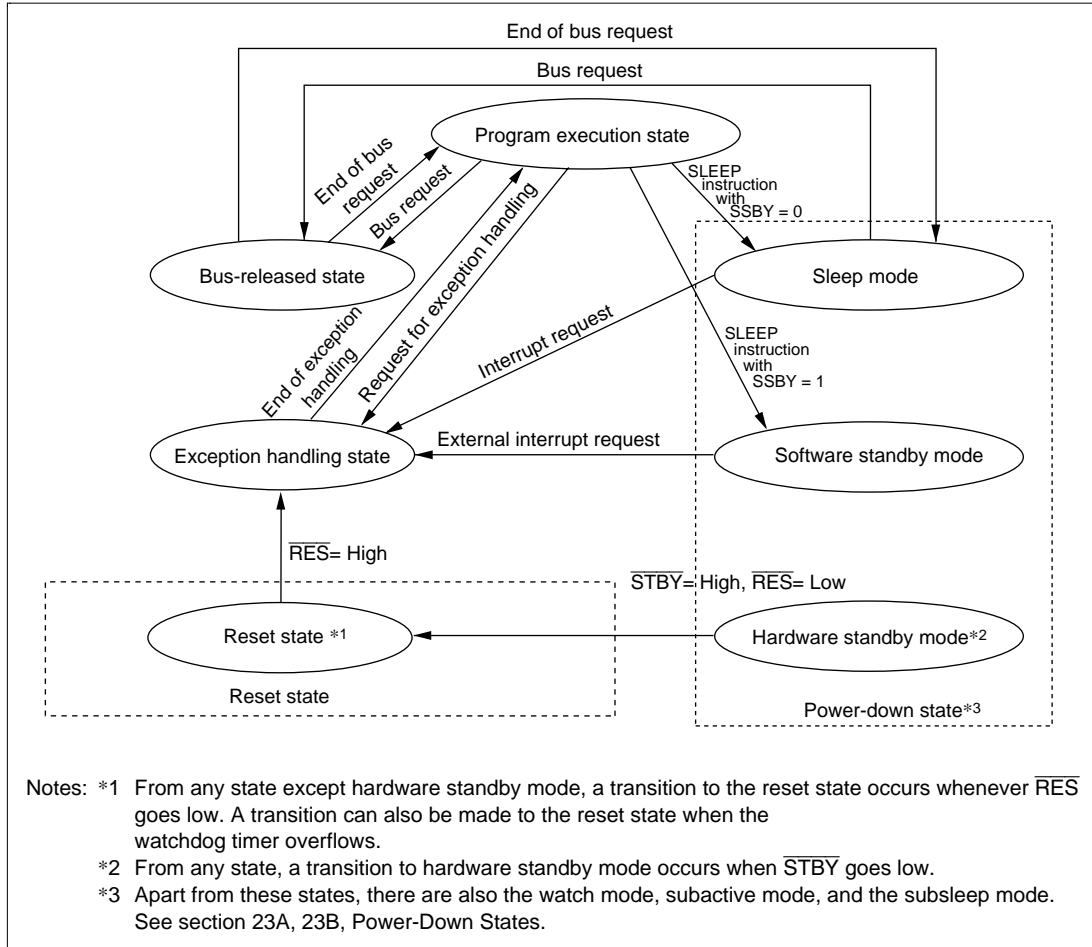 End of bus request
Bus request
Program execution state
End of bus
request
Bus request
SLEEP
instruction
with
SSBY = 0
Bus-released state
Sleep mode
End of exception
handling
Request for exception handling
Interrupt request
SLEEP
instruction
with
SSBY = 1
Exception handling state
External interrupt request
Software standby mode
R̅E̅S̅= High
S̅T̅B̅Y̅= High, R̅E̅S̅= Low
Reset state *1
Hardware standby mode*2
Reset state
Power-down state*3
Notes: *1 From any state except hardware standby mode, a transition to the reset state occurs whenever R̅E̅S̅
goes low. A transition can also be made to the reset state when the
watchdog timer overflows.
*2 From any state, a transition to hardware standby mode occurs when S̅T̅B̅Y̅ goes low.
*3 Apart from these states, there are also the watch mode, subactive mode, and the subsleep mode.
See section 23A, 23B, Power-Down States.